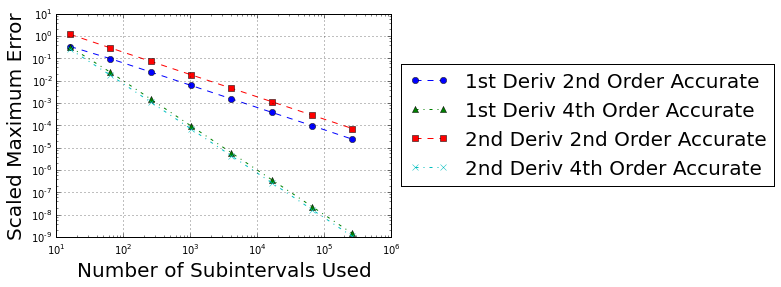 Scaled Maximum Error
10^1
10^0
10^-1
10^-2
10^-3
10^-4
10^-5
10^-6
10^-7
10^-8
10^-9
10^1 10^2 10^3 10^4 10^5 10^6
Number of Subintervals Used
1st Deriv 2nd Order Accurate
1st Deriv 4th Order Accurate
2nd Deriv 2nd Order Accurate
2nd Deriv 4th Order Accurate